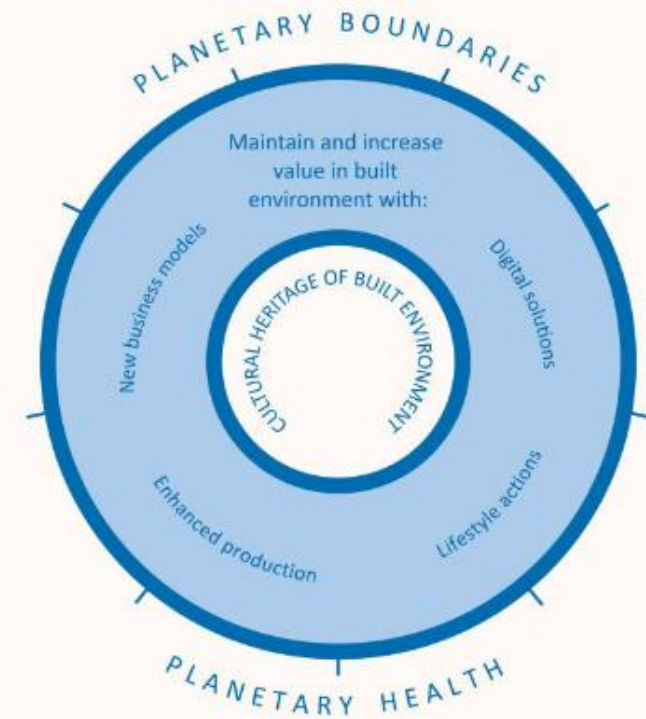 PLANETARY BOUNDARIES
Maintain and increase
value in built
environment with:
New business models
Digital solutions
CULTURAL HERITAGE OF BUILT ENVIRONMENT
Enhanced production
Lifestyle actions
PLANETARY HEALTH